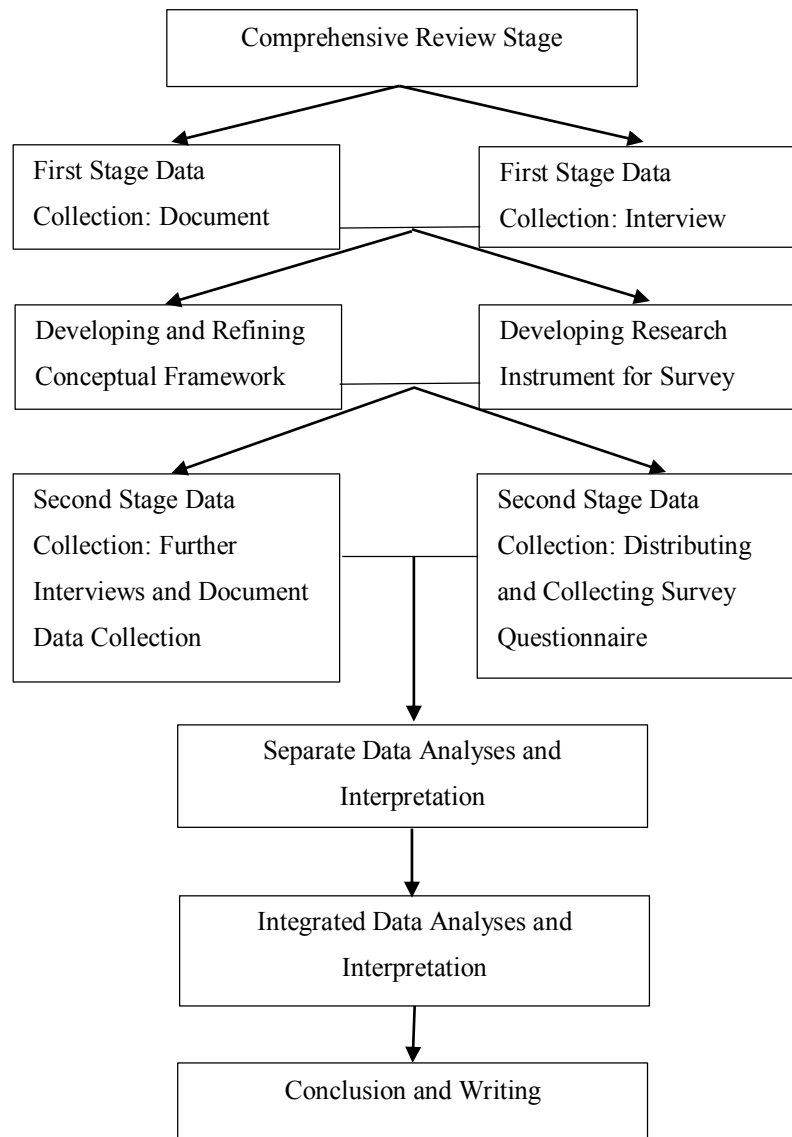 Comprehensive Review Stage
First Stage Data
Collection: Document
First Stage Data
Collection: Interview
Developing and Refining
Conceptual Framework
Developing Research
Instrument for Survey
Second Stage Data
Collection: Further
Interviews and Document
Data Collection
Second Stage Data
Collection: Distributing
and Collecting Survey
Questionnaire
Separate Data Analyses and
Interpretation
Integrated Data Analyses and
Interpretation
Conclusion and Writing